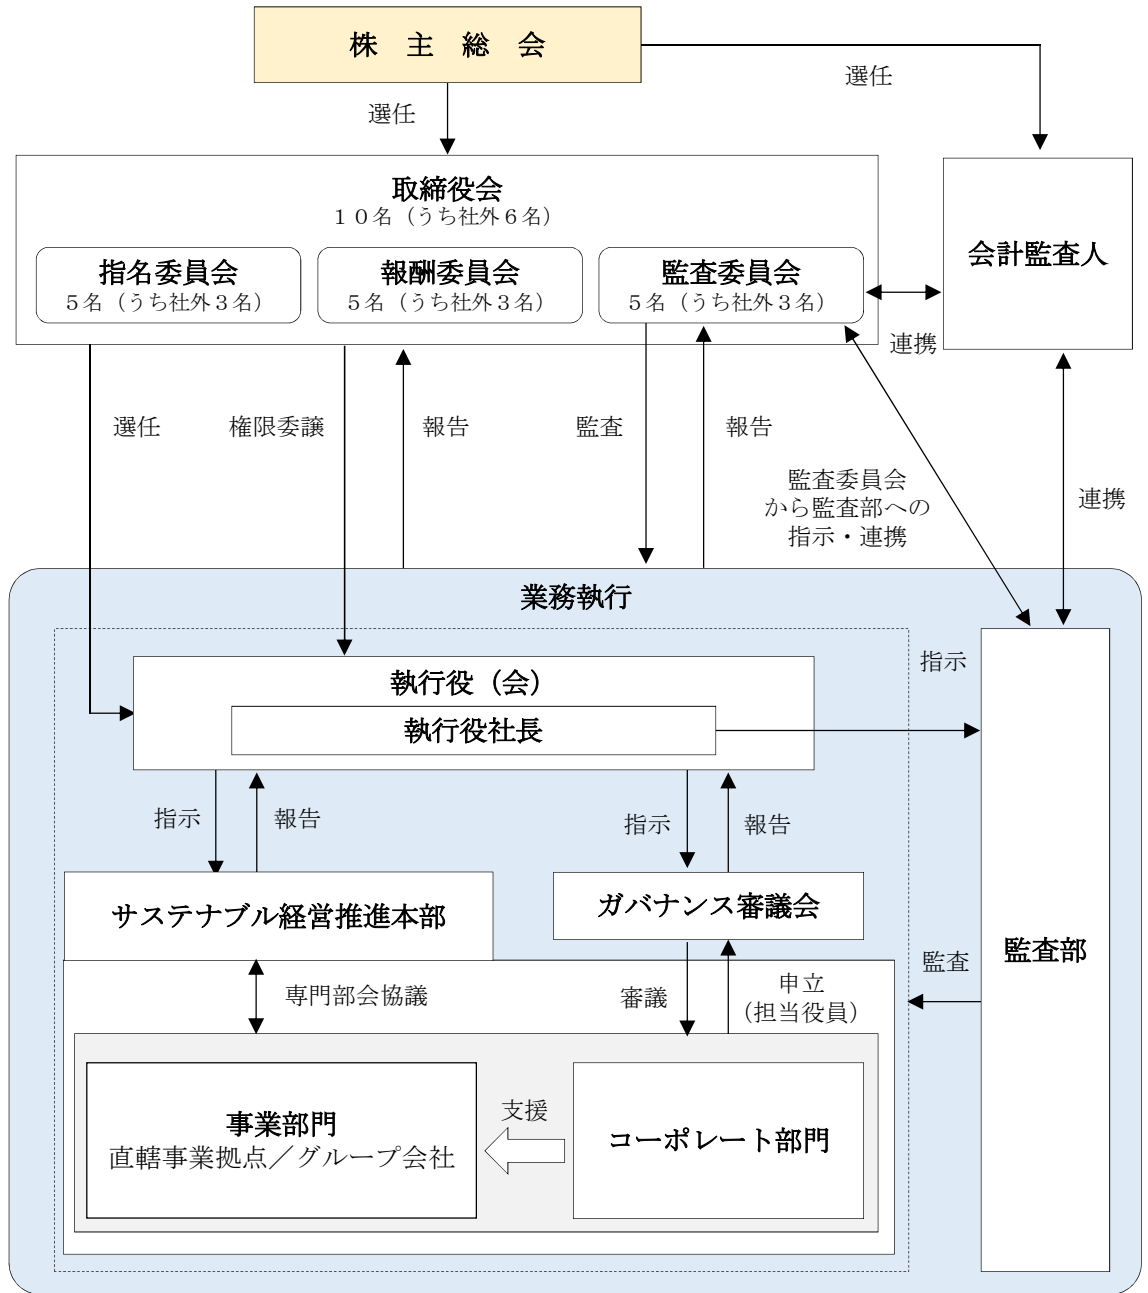 株 主 総 会
選任
選任
取締役会
１０名（うち社外６名）
指名委員会
５名（うち社外３名）
報酬委員会
５名（うち社外３名）
監査委員会
５名（うち社外３名）
会計監査人
連携
選任
権限委譲
報告
監査
報告
監査委員会
から監査部への
指示・連携
連携
業務執行
執行役（会）
執行役社長
指示
指示
報告
指示
報告
サステナブル経営推進本部
ガバナンス審議会
監査部
専門部会協議
審議
申立
（担当役員）
監査
事業部門
直轄事業拠点／グループ会社
支援
コーポレート部門